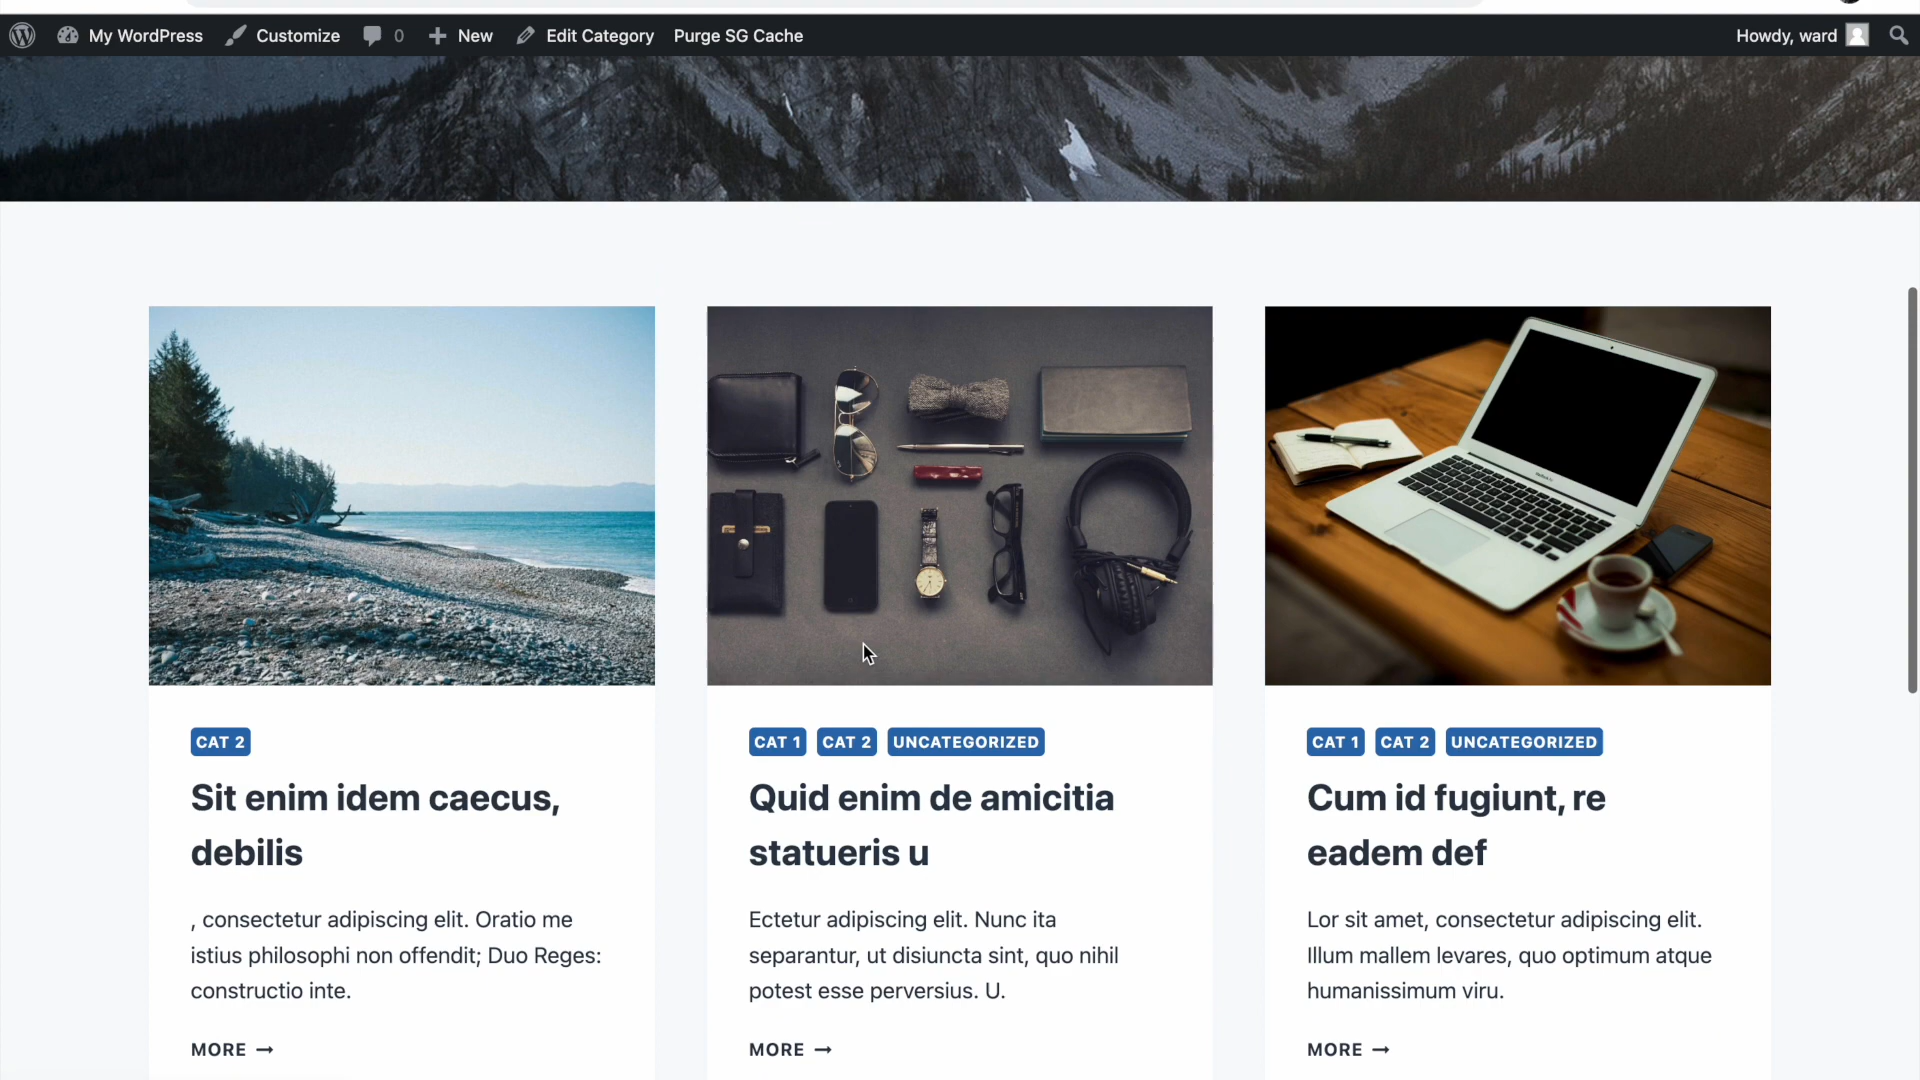 My WordPress Customize 0 New Edit Category Purge SG Cache Howdy, ward
CAT 2
Sit enim idem caecus,
debilis
, consectetur adipiscing elit. Oratio me
istius philosophi non offendit; Duo Reges:
constructio inte.
MORE →
CAT 1 CAT 2 UNCATEGORIZED
Quid enim de amicitia
statueris u
Ectetur adipiscing elit. Nunc ita
separantur, ut disiuncta sint, quo nihil
potest esse perversius. U.
MORE →
CAT 1 CAT 2 UNCATEGORIZED
Cum id fugiunt, re
eadem def
Lor sit amet, consectetur adipiscing elit.
Illum mallem levares, quo optimum atque
humanissimum viru.
MORE →